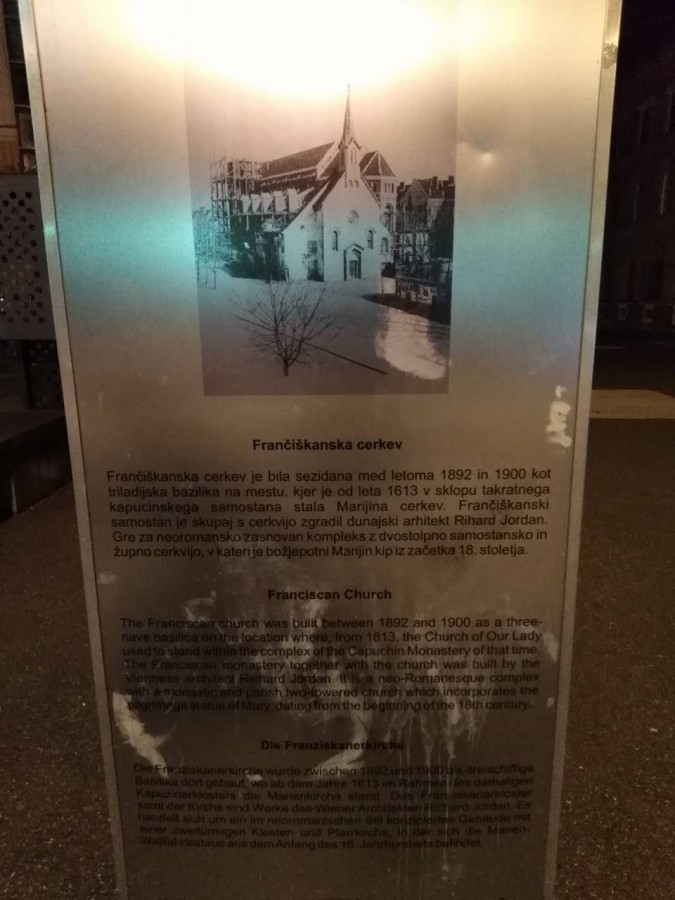 Frančiškanska cerkev
Frančiškanska cerkev je bila sezidana med letoma 1892 in 1900 kot
triladijska bazilika na mestu, kjer je od leta 1613 v sklopu takratnega
kapucinskega samostana stala Marijina cerkev. Frančiškanski
samostan je skupaj s cerkvijo zgradil dunajski arhitekt Rihard Jordan.
Gre za neoromansko zasnovan kompleks z dvostolpno samostansko in
župno cerkvijo, v kateri je božjepotni Marijin kip iz začetka 18. stoletja.
Franciscan Church
The Franciscan church was built between 1892 and 1900 as a three-
nave basilica on the location where, from 1613, the Church of Our Lady
used to stand within the complex of the Capuchin Monastery of that time.
The Franciscan monastery together with the church was built by the
Viennese architect Richard Jordan. It is a neo-Romanesque complex
with a monastic and parish two-towered church which incorporates the
pilgrimage statue of Mary, dating from the beginning of the 18th century.
Die Franziskanerkirche
Die Franziskanerkirche wurde zwischen 1892 und 1900 als dreischiffige
Basilika dort gebaut, wo ab dem Jahre 1613 im Rahmen des damaligen
Kapuzinerklosters die Marienkirche stand. Das Franziskanerkloster
samt der Kirche sind Werke des Wiener Architekten Richard Jordan. Es
handelt sich um ein im neoromanischen Stil konzipiertes Gebäude mit
einer zweitürmigen Kloster- und Pfarrkirche, in der sich die Marien-
Wallfahrtsstatue aus dem Anfang des 18. Jahrhunderts befindet.